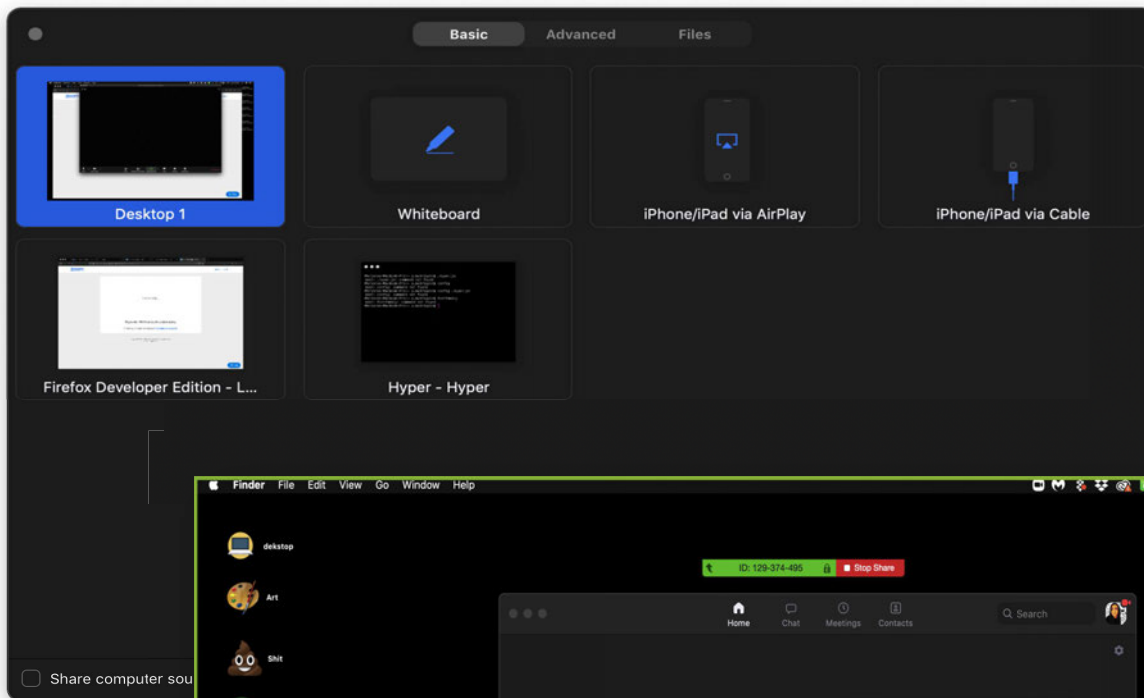 Basic Advanced Files
Desktop 1 Whiteboard iPhone/iPad via AirPlay iPhone/iPad via Cable
Firefox Developer Edition - L... Hyper - Hyper
Finder File Edit View Go Window Help
dekstop
ID: 129-374-495 Stop Share
Art
Home Chat Meetings Contacts Search
Shit
Share computer sou